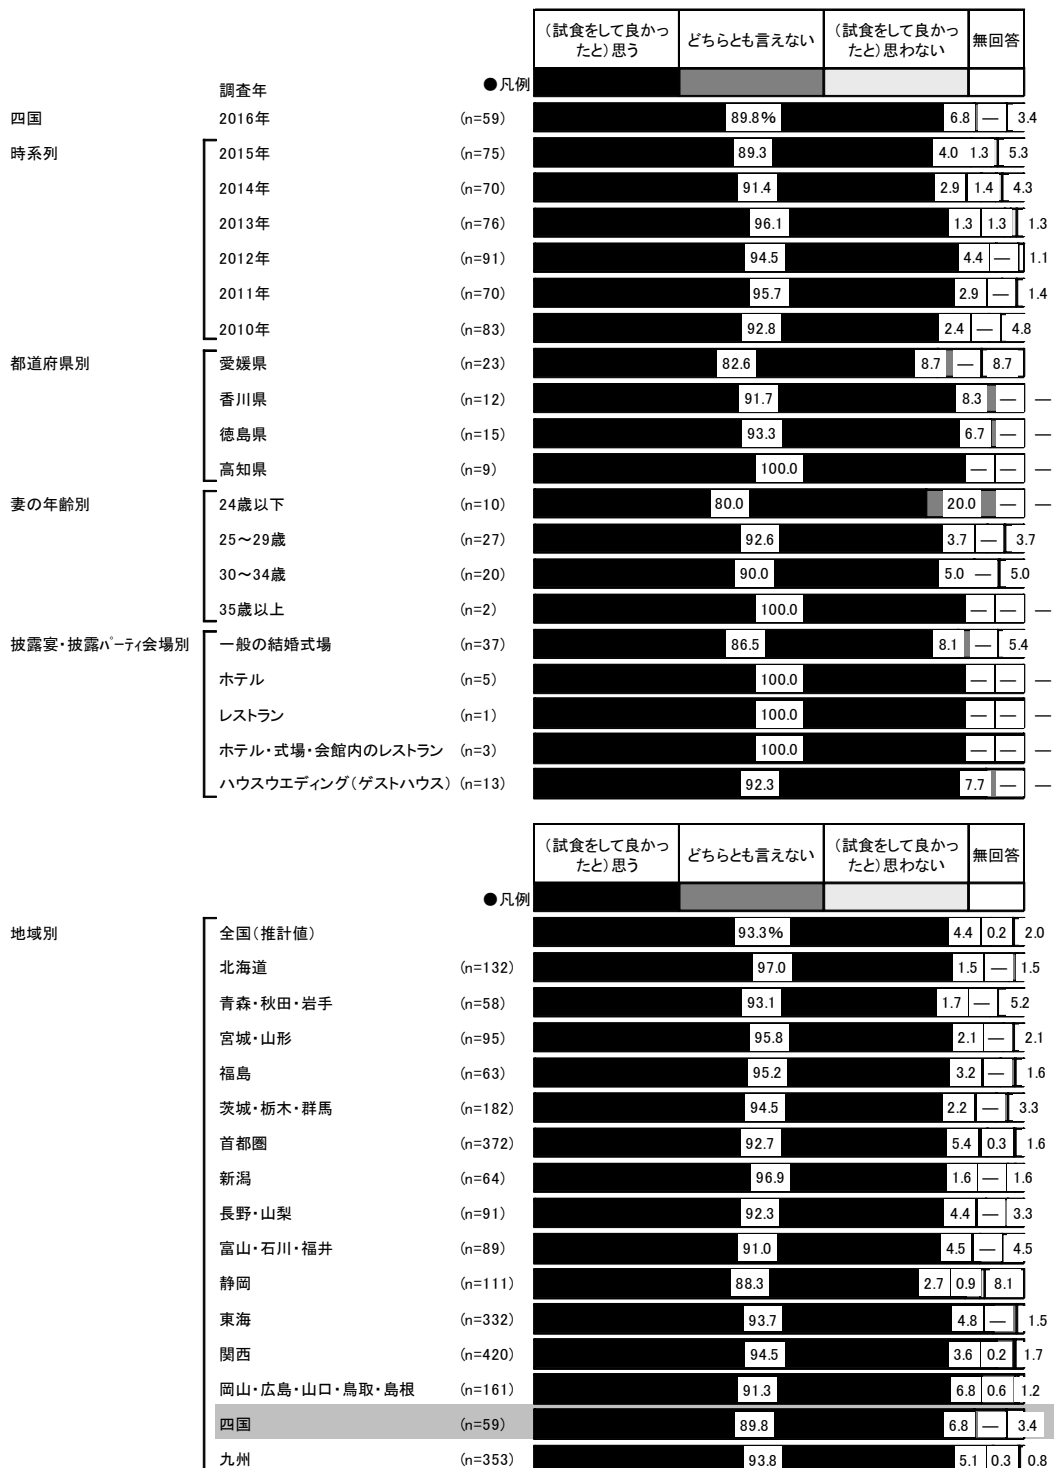 (試食をして良かっ
たと)思う
どちらとも言えない
(試食をして良かっ
たと)思わない
無回答
調査年 ●凡例
四国 2016年 (n=59) 89.8% 6.8 — 3.4
時系列 2015年 (n=75) 89.3 4.0 1.3 5.3
2014年 (n=70) 91.4 2.9 1.4 4.3
2013年 (n=76) 96.1 1.3 1.3 1.3
2012年 (n=91) 94.5 4.4 — 1.1
2011年 (n=70) 95.7 2.9 — 1.4
2010年 (n=83) 92.8 2.4 — 4.8
都道府県別 愛媛県 (n=23) 82.6 8.7 — 8.7
香川県 (n=12) 91.7 8.3 — —
徳島県 (n=15) 93.3 6.7 — —
高知県 (n=9) 100.0 — — —
妻の年齢別 24歳以下 (n=10) 80.0 20.0 — —
25〜29歳 (n=27) 92.6 3.7 — 3.7
30〜34歳 (n=20) 90.0 5.0 — 5.0
35歳以上 (n=2) 100.0 — — —
披露宴・披露パーティ会場別 一般の結婚式場 (n=37) 86.5 8.1 — 5.4
ホテル (n=5) 100.0 — — —
レストラン (n=1) 100.0 — — —
ホテル・式場・会館内のレストラン (n=3) 100.0 — — —
ハウスウエディング(ゲストハウス) (n=13) 92.3 7.7 — —
(試食をして良かっ
たと)思う
どちらとも言えない
(試食をして良かっ
たと)思わない
無回答
●凡例
地域別 全国(推計値) 93.3% 4.4 0.2 2.0
北海道 (n=132) 97.0 1.5 — 1.5
青森・秋田・岩手 (n=58) 93.1 1.7 — 5.2
宮城・山形 (n=95) 95.8 2.1 — 2.1
福島 (n=63) 95.2 3.2 — 1.6
茨城・栃木・群馬 (n=182) 94.5 2.2 — 3.3
首都圏 (n=372) 92.7 5.4 0.3 1.6
新潟 (n=64) 96.9 1.6 — 1.6
長野・山梨 (n=91) 92.3 4.4 — 3.3
富山・石川・福井 (n=89) 91.0 4.5 — 4.5
静岡 (n=111) 88.3 2.7 0.9 8.1
東海 (n=332) 93.7 4.8 — 1.5
関西 (n=420) 94.5 3.6 0.2 1.7
岡山・広島・山口・鳥取・島根 (n=161) 91.3 6.8 0.6 1.2
四国 (n=59) 89.8 6.8 — 3.4
九州 (n=353) 93.8 5.1 0.3 0.8